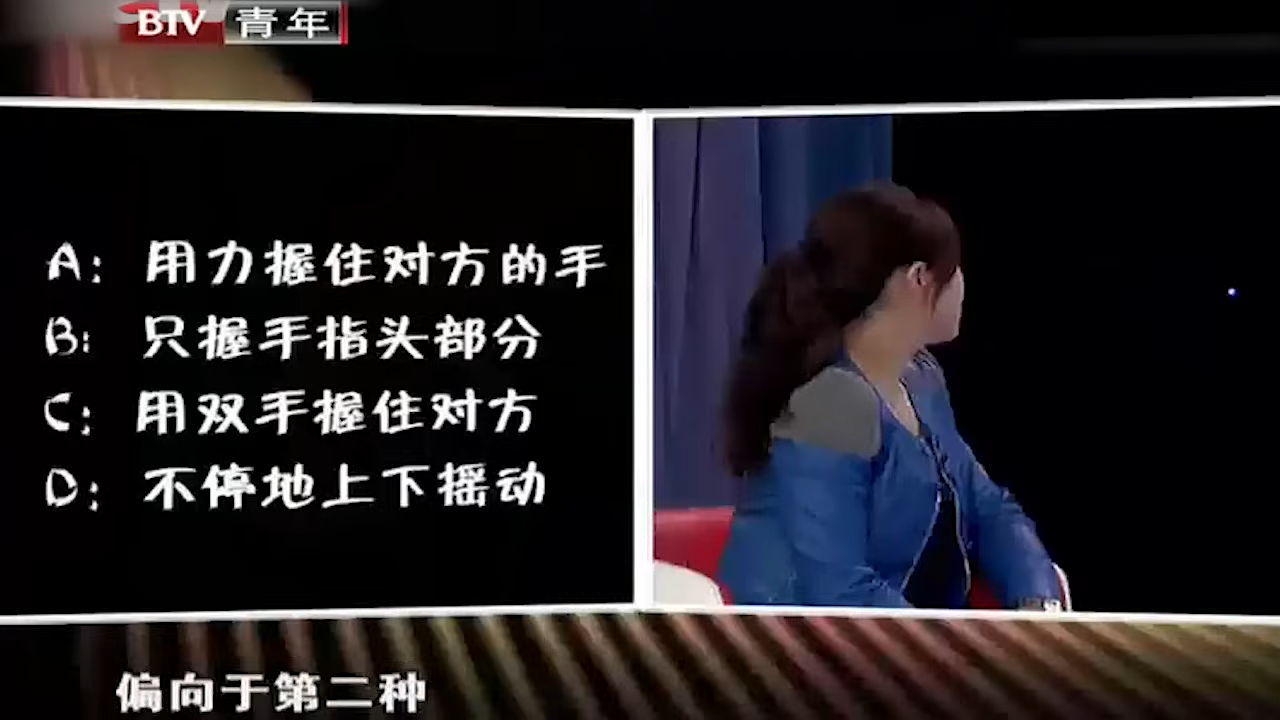 BTV 青年
A: 用力握住对方的手
B: 只握手指头部分
C: 用双手握住对方
D: 不停地上下摇动
偏向于第二种